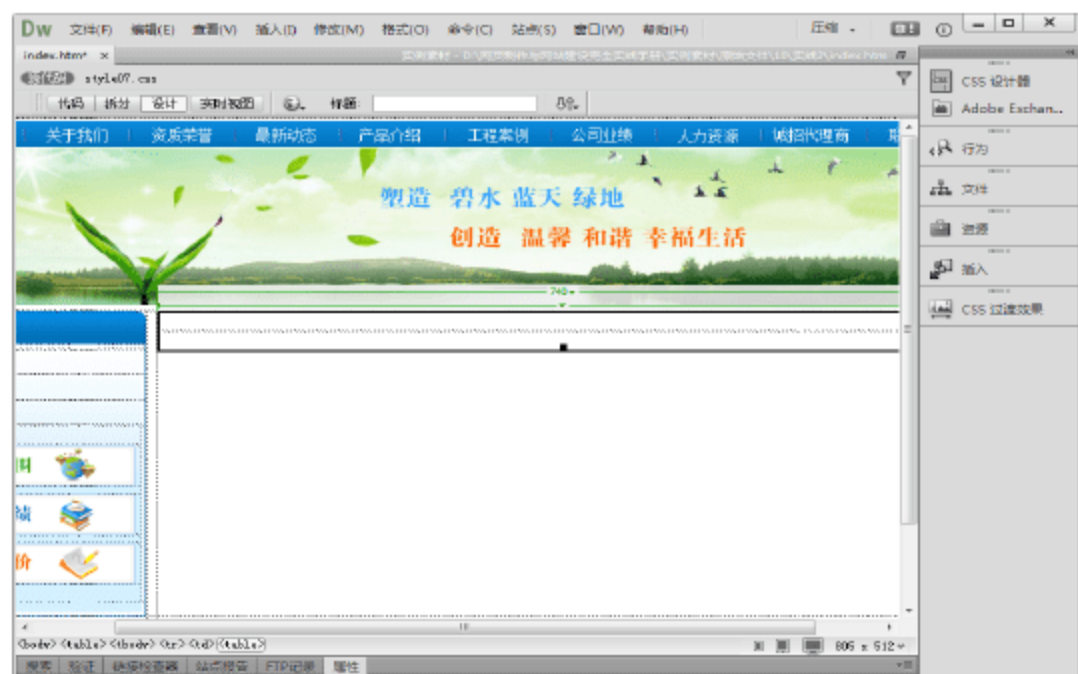 Dw 文件(F) 编辑(E) 查看(V) 插入(I) 修改(M) 格式(O) 命令(C) 站点(S) 窗口(W) 帮助(H) 压缩
index.htm* ×
源代码 style07.css
代码 拆分 设计 实时视图 标题:
关于我们 资质荣誉 最新动态 产品介绍 工程案例 公司业绩 人力资源 诚招代理商
塑造 碧水 蓝天 绿地
创造 温馨 和谐 幸福生活
740
绩
价
<body> <table> <tbody> <tr> <td> <table>
805 x 512
搜索 验证 链接检查器 站点报告 FTP记录 属性
CSS 设计器
Adobe Exchan...
行为
文件
资源
插入
CSS 过渡效果